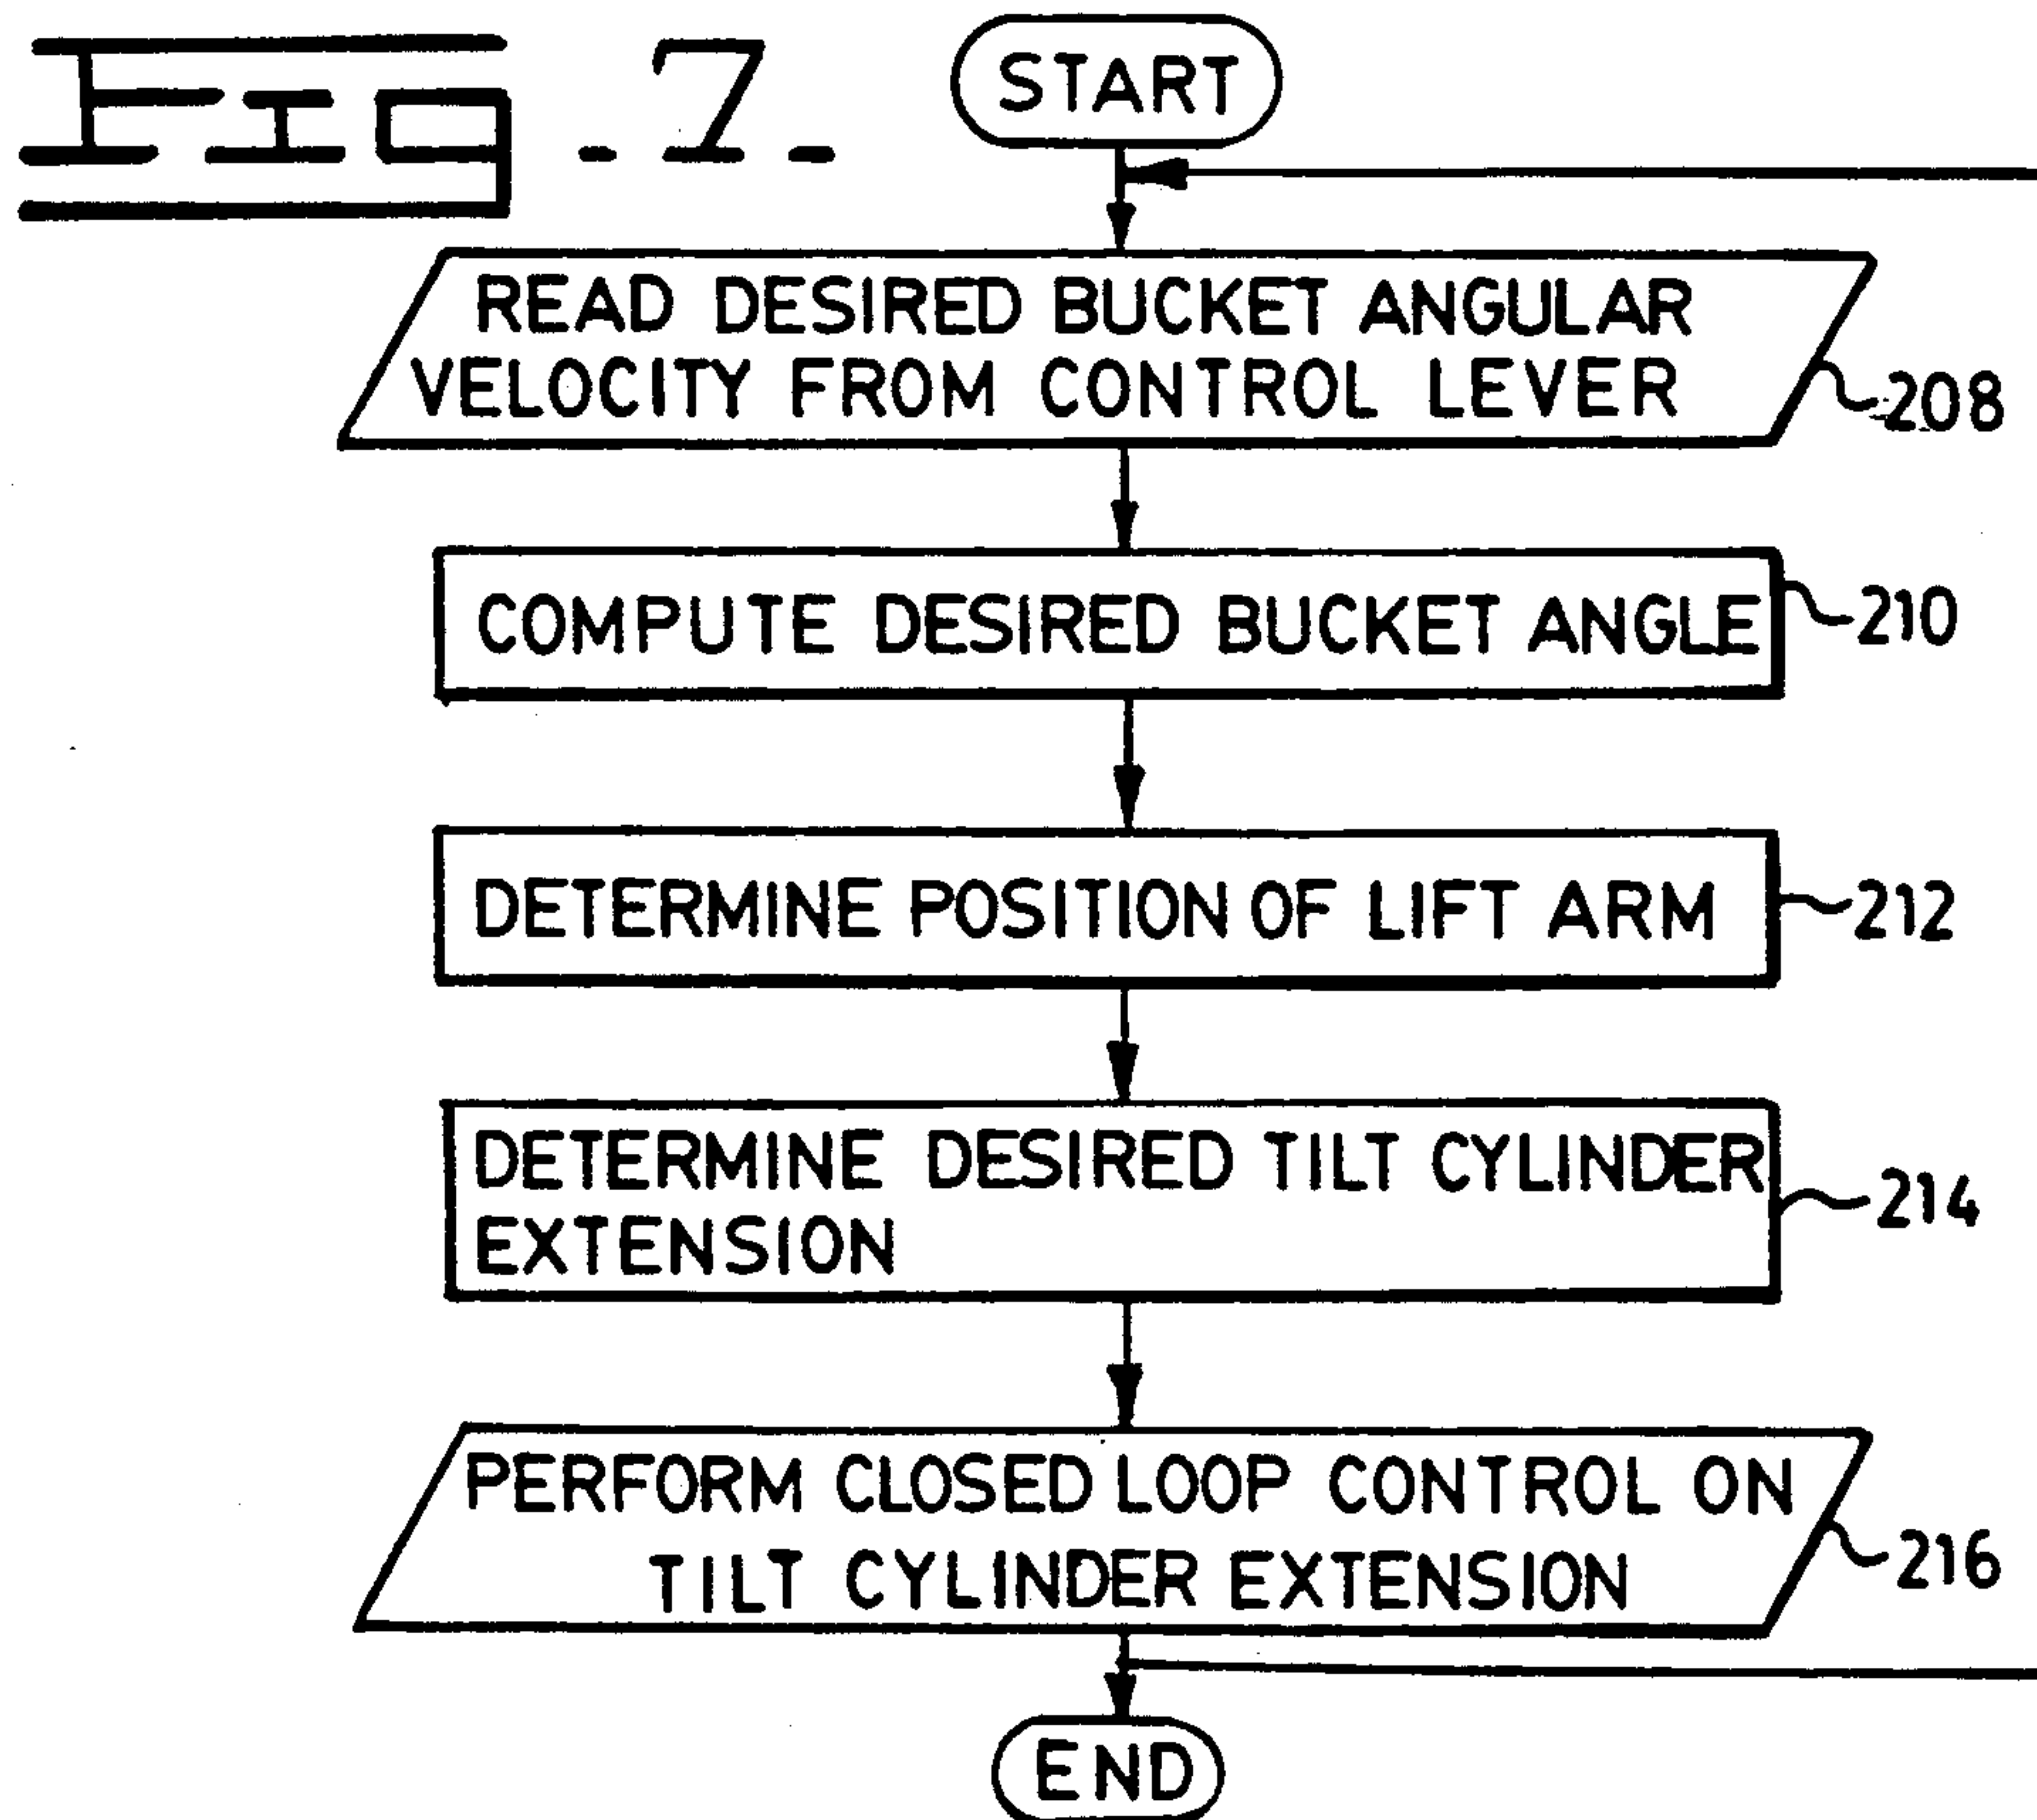 FIG. 7.
START
READ DESIRED BUCKET ANGULAR
VELOCITY FROM CONTROL LEVER
208
COMPUTE DESIRED BUCKET ANGLE
210
DETERMINE POSITION OF LIFT ARM
212
DETERMINE DESIRED TILT CYLINDER
EXTENSION
214
PERFORM CLOSED LOOP CONTROL ON
TILT CYLINDER EXTENSION
216
END